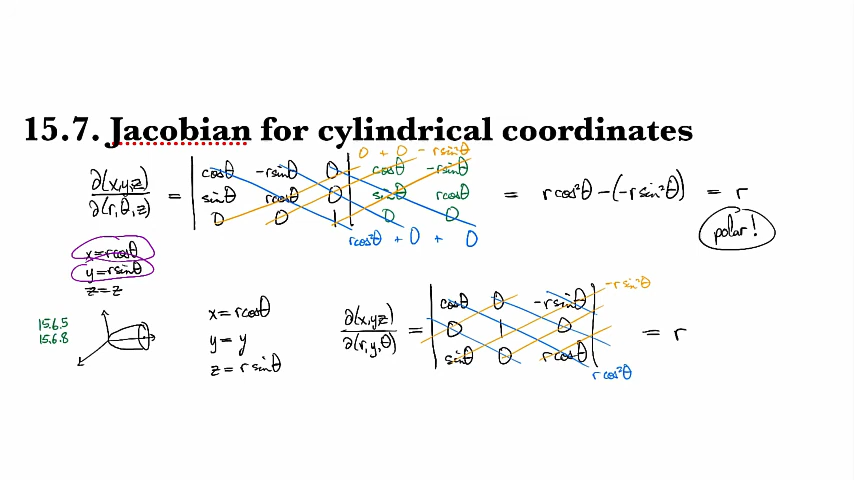 15.7. Jacobian for cylindrical coordinates
0 + 0 - rsin²θ
∂(x,y,z)/∂(r,θ,z) = | cosθ -rsinθ 0 | cosθ -rsinθ = rcos²θ - (-rsin²θ) = r
sinθ rcosθ 0 sinθ rcosθ
0 0 1 0 0
polar!
rcos²θ + 0 + 0
x=rcosθ
y=rsinθ
z=z
15.6.5
15.6.8
x=rcosθ
y=y
z=rsinθ
-rsin²θ
∂(x,y,z)/∂(r,y,θ) = | cosθ 0 -rsinθ | = r
0 1 0
sinθ 0 rcosθ
rcos²θ